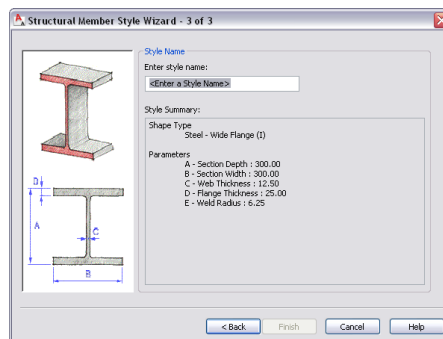 Structural Member Style Wizard - 3 of 3
Style Name
Enter style name:
<Enter a Style Name>
Style Summary:
Shape Type
Steel - Wide Flange (I)
Parameters
A - Section Depth : 300.00
B - Section Width : 300.00
C - Web Thickness : 12.50
D - Flange Thickness : 25.00
E - Weld Radius : 6.25
D
A
C
B
< Back
Finish
Cancel
Help